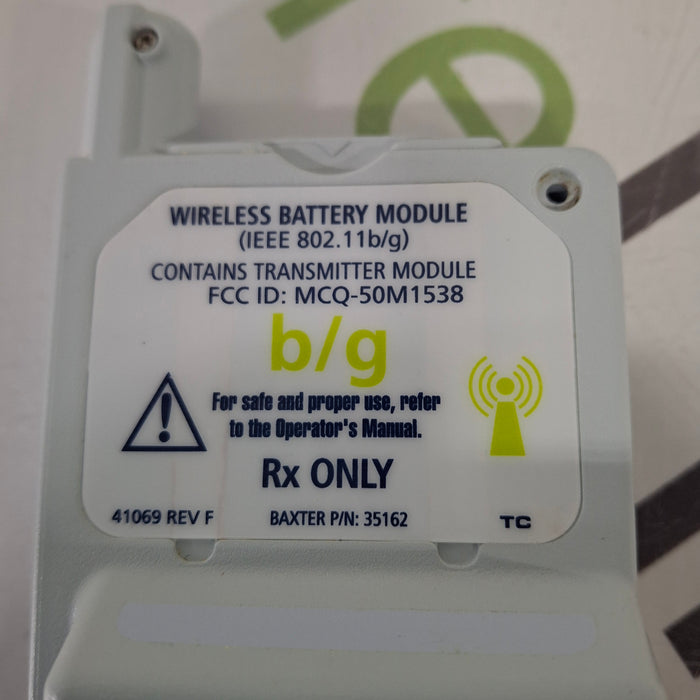 WIRELESS BATTERY MODULE
(IEEE 802.11b/g)
CONTAINS TRANSMITTER MODULE
FCC ID: MCQ-50M1538
b/g
For safe and proper use, refer
to the Operator's Manual.
Rx ONLY
41069 REV F BAXTER P/N: 35162 TC